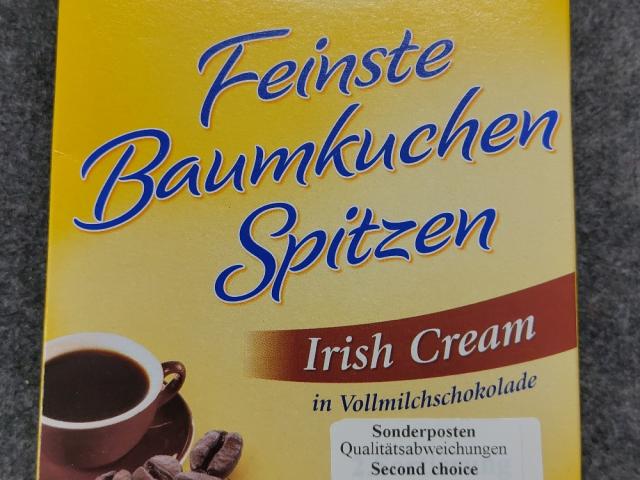 Feinste
Baumkuchen
Spitzen
Irish Cream
in Vollmilchschokolade
Sonderposten
Qualitätsabweichungen
Second choice